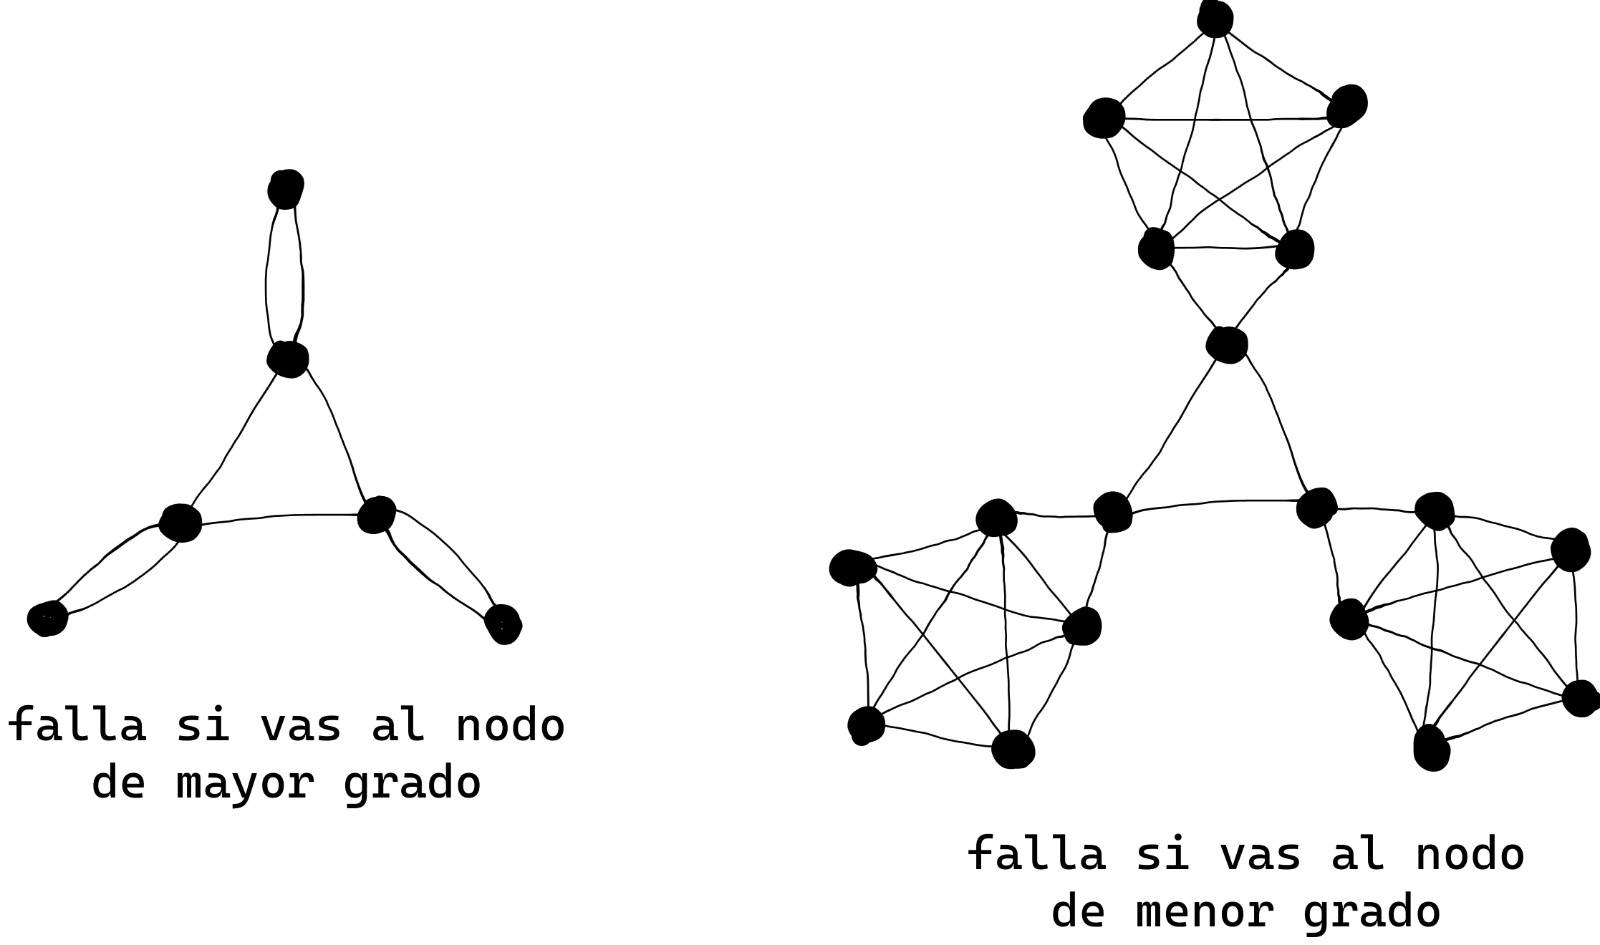 falla si vas al nodo
de mayor grado
falla si vas al nodo
de menor grado